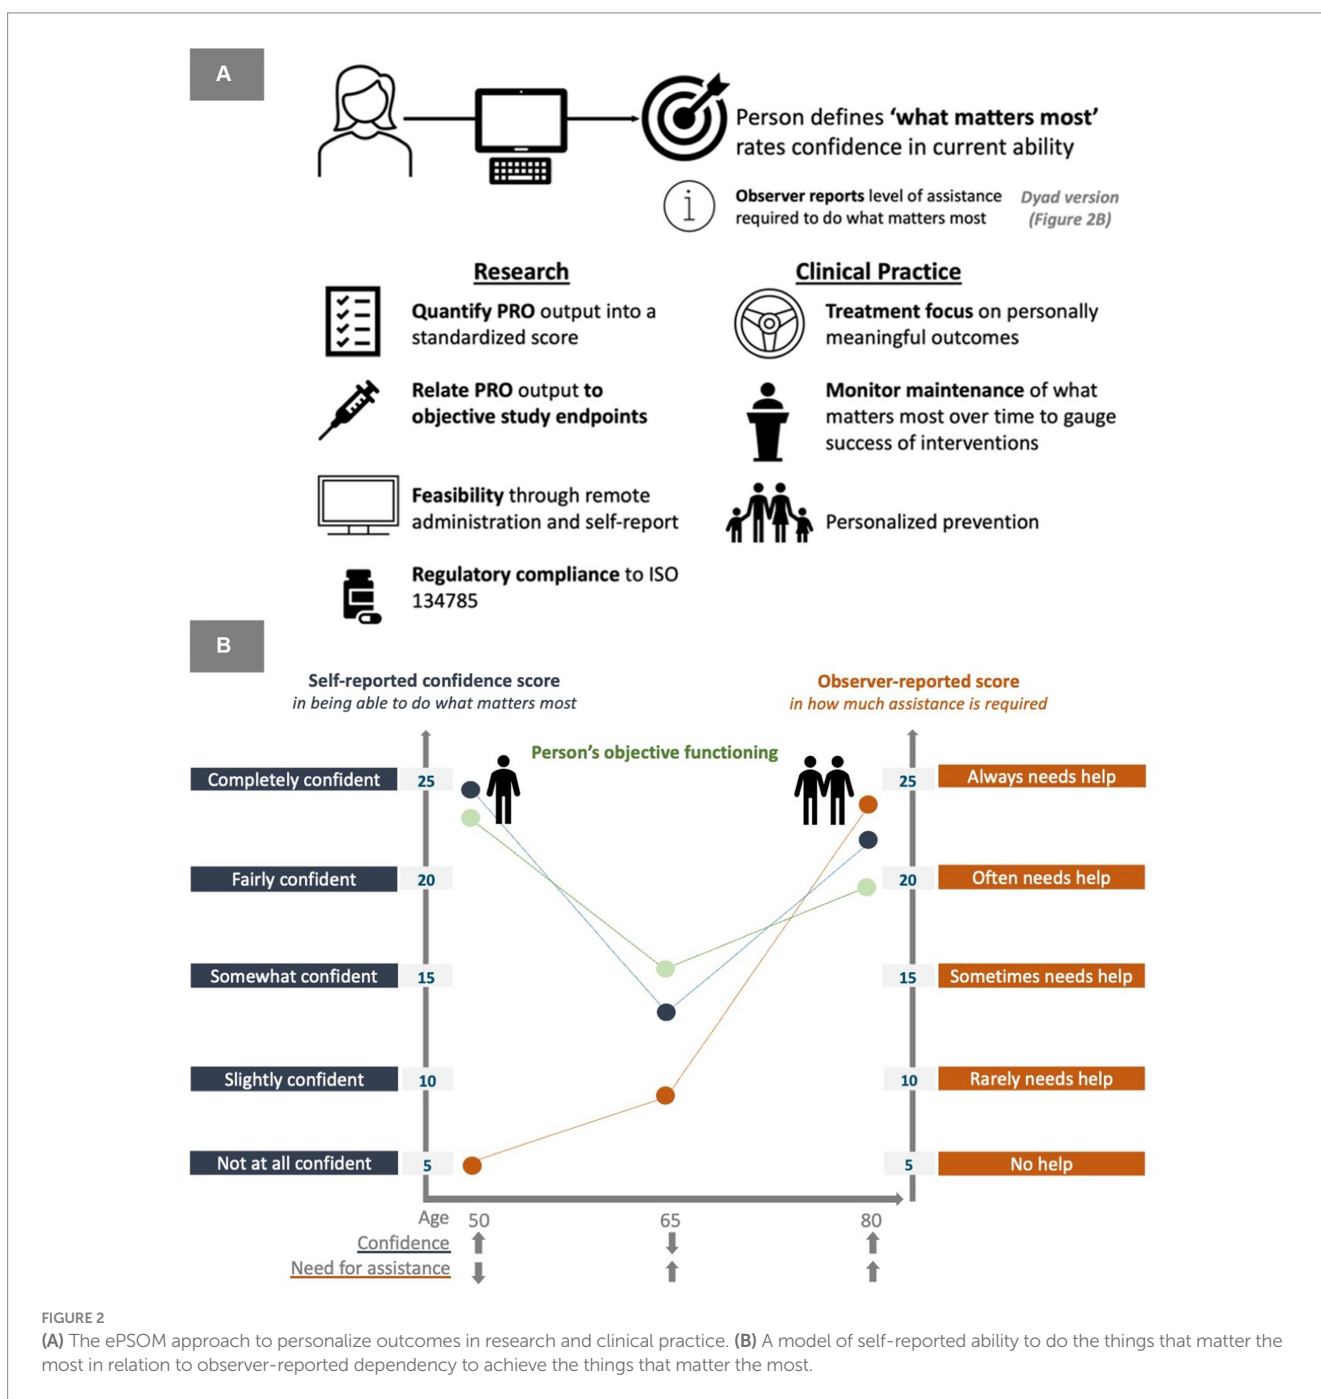 A
Person defines ‘what matters most’
rates confidence in current ability
i
Observer reports level of assistance
required to do what matters most
Dyad version
(Figure 2B)
Research
Quantify PRO output into a
standardized score
Relate PRO output to
objective study endpoints
Feasibility through remote
administration and self-report
Regulatory compliance to ISO
134785
Clinical Practice
Treatment focus on personally
meaningful outcomes
Monitor maintenance of what
matters most over time to gauge
success of interventions
Personalized prevention
B
Self-reported confidence score
in being able to do what matters most
Observer-reported score
in how much assistance is required
Person’s objective functioning
Completely confident 25
Fairly confident 20
Somewhat confident 15
Slightly confident 10
Not at all confident 5
25 Always needs help
20 Often needs help
15 Sometimes needs help
10 Rarely needs help
5 No help
Age 50 65 80
Confidence
Need for assistance
FIGURE 2
(A) The ePSOM approach to personalize outcomes in research and clinical practice. (B) A model of self-reported ability to do the things that matter the
most in relation to observer-reported dependency to achieve the things that matter the most.